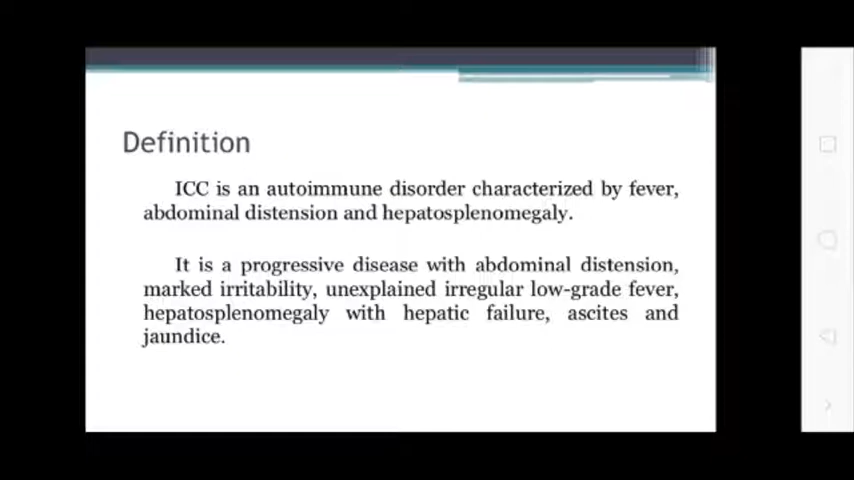 Definition
ICC is an autoimmune disorder characterized by fever,
abdominal distension and hepatosplenomegaly.
It is a progressive disease with abdominal distension,
marked irritability, unexplained irregular low-grade fever,
hepatosplenomegaly with hepatic failure, ascites and
jaundice.